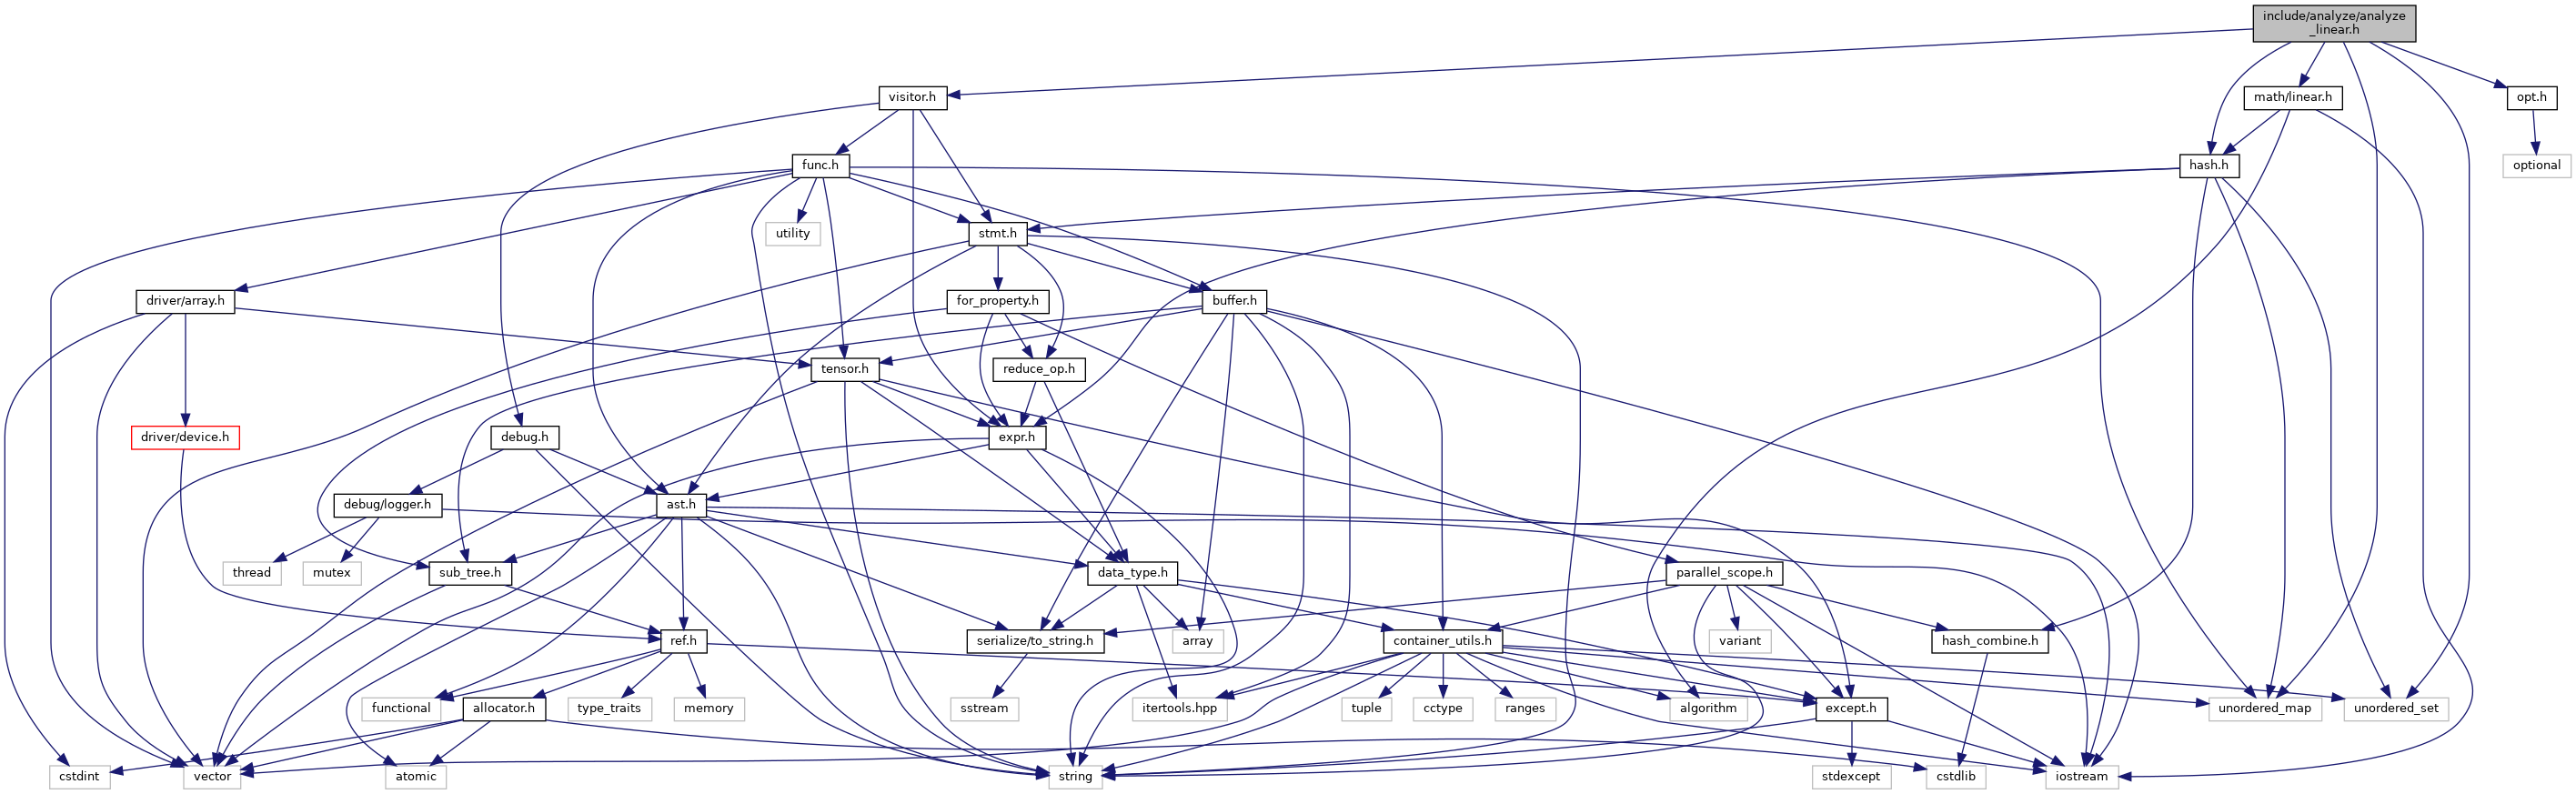 include/analyze/analyze
_linear.h
visitor.h
math/linear.h
opt.h
func.h
hash.h
optional
utility
stmt.h
driver/array.h
for_property.h
buffer.h
tensor.h
reduce_op.h
driver/device.h
debug.h
expr.h
debug/logger.h
ast.h
thread
mutex
sub_tree.h
data_type.h
parallel_scope.h
ref.h
serialize/to_string.h
array
container_utils.h
variant
hash_combine.h
functional
allocator.h
type_traits
memory
sstream
itertools.hpp
tuple
cctype
ranges
algorithm
except.h
unordered_map
unordered_set
cstdint
vector
atomic
string
stdexcept
cstdlib
iostream